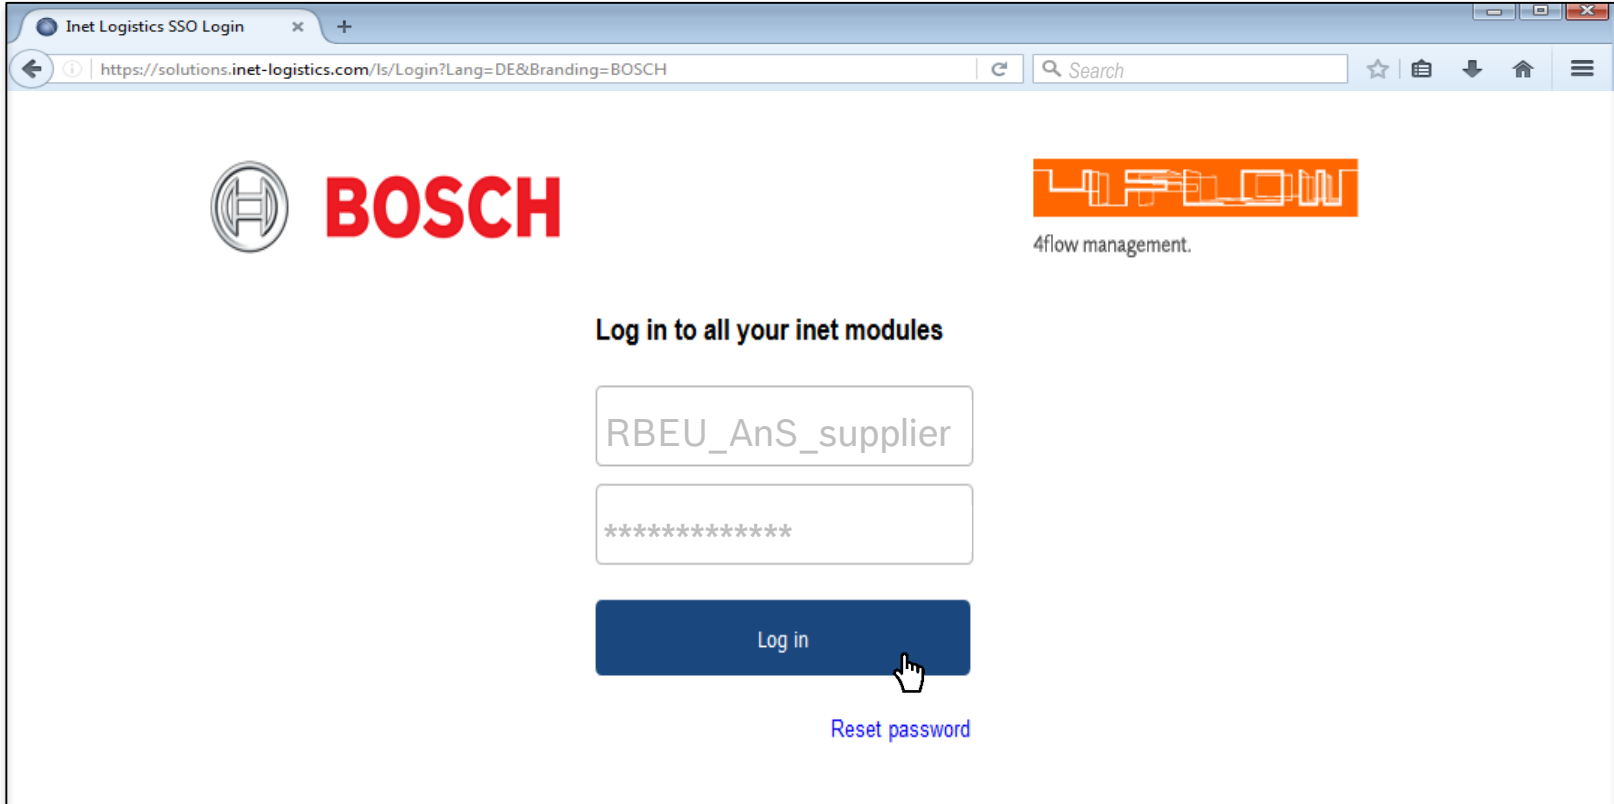 Inet Logistics SSO Login
https://solutions.inet-logistics.com/ls/Login?Lang=DE&Branding=BOSCH
Search
BOSCH
4FLOW
4flow management.
Log in to all your inet modules
RBEU_AnS_supplier
*************
Log in
Reset password